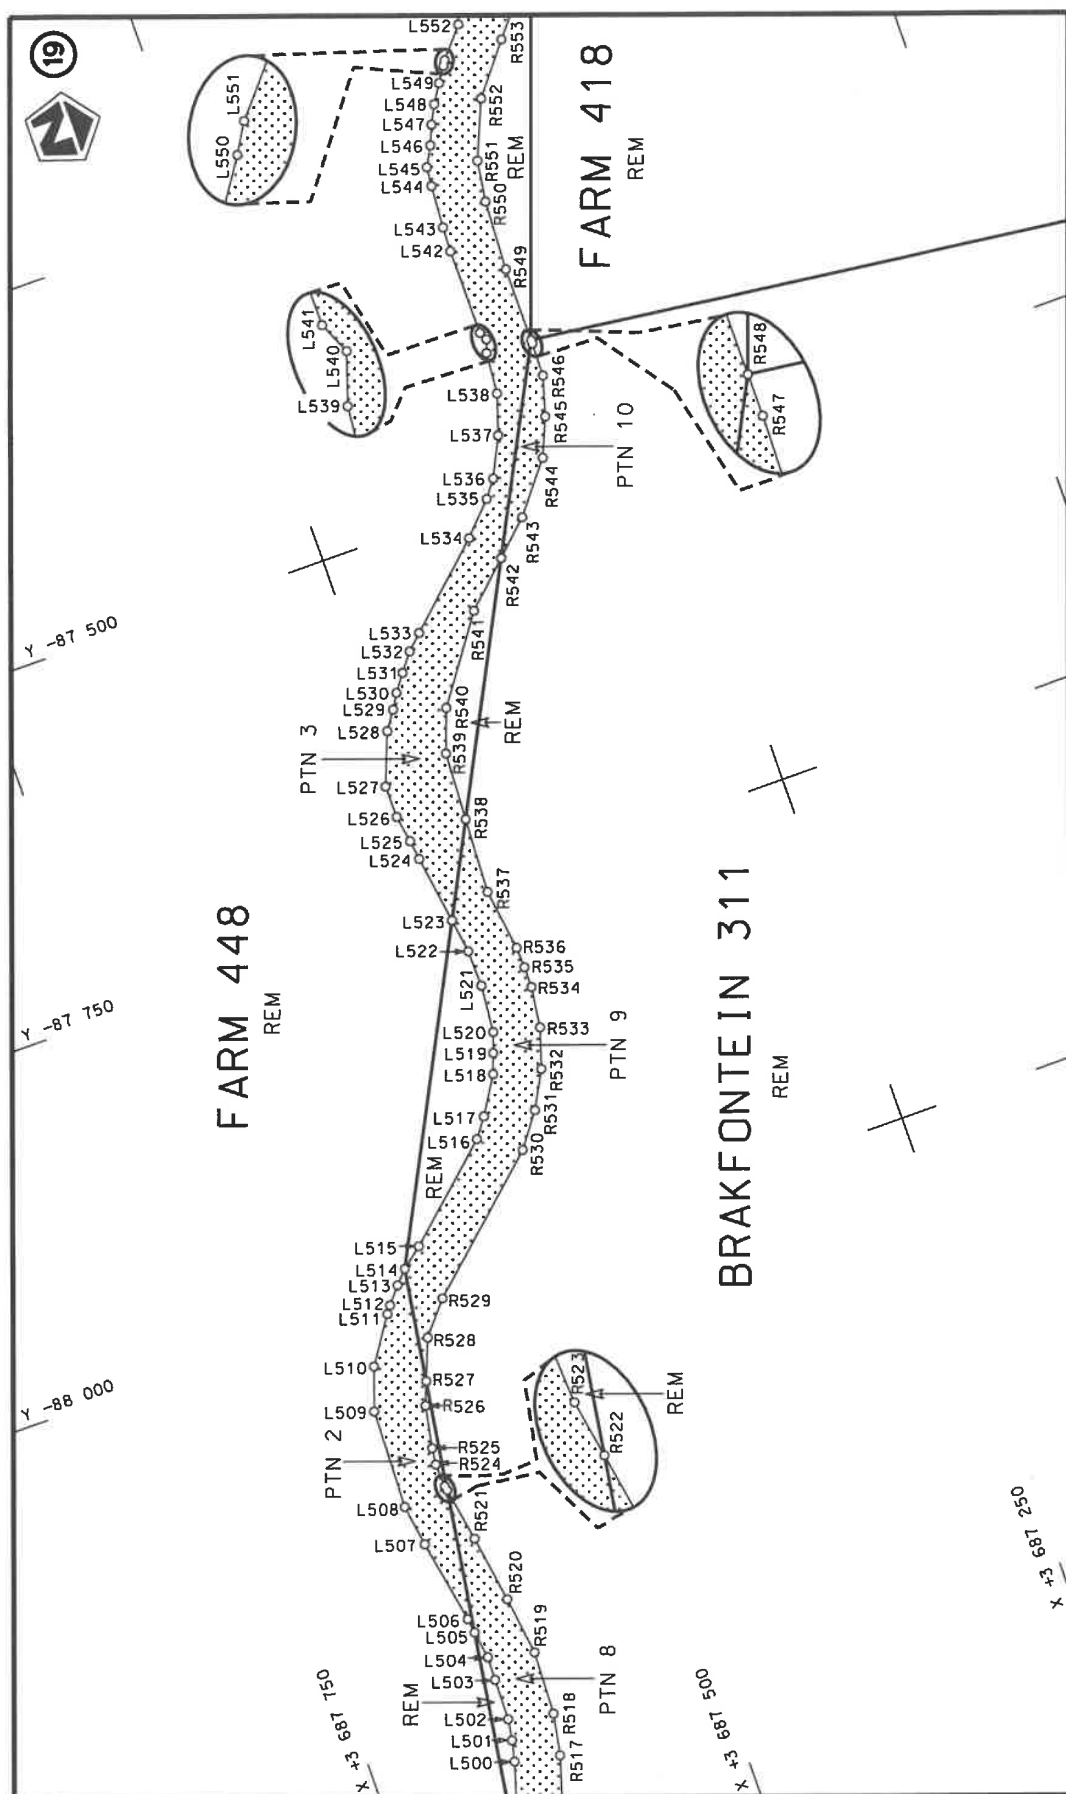 19
L552
R553
L551
L550
L549
L548
L547
L546
L545
L544
L543
L542
R552
R551
REM
R550
R549
FARM 418
REM
L541
L540
L539
L538
L537
L536
L535
L534
R548
R547
R546
R545
R544
R543
R542
PTN 10
Y -87 500
L533
L532
L531
L530
L529
L528
L527
L526
L525
L524
L523
L522
L521
L520
L519
L518
L517
L516
PTN 3
R541
R540
R539
REM
R538
R537
R536
R535
R534
R533
R532
R531
R530
PTN 9
FARM 448
REM
Y -87 750
REM
BRAKFONTEIN 311
REM
L515
L514
L513
L512
L511
L510
L509
L508
L507
L506
L505
L504
L503
L502
L501
L500
Y -88 000
PTN 2
R529
R528
R527
R526
R525
R524
R523
R522
REM
R521
R520
R519
R518
R517
PTN 8
REM
X +3 687 750
X +3 687 500
X +3 687 250